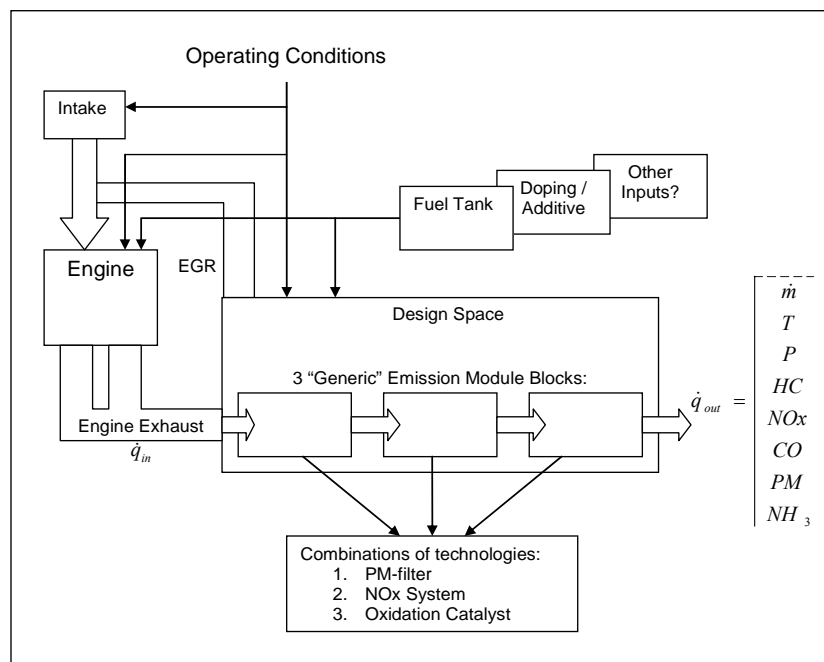 Operating Conditions
Intake
Other
Inputs?
Doping /
Additive
Fuel Tank
Engine
EGR
Design Space
3 “Generic” Emission Module Blocks:
Engine Exhaust
q̇ in
q̇ out =
ṁ
T
P
HC
NOx
CO
PM
NH 3
Combinations of technologies:
1. PM-filter
2. NOx System
3. Oxidation Catalyst